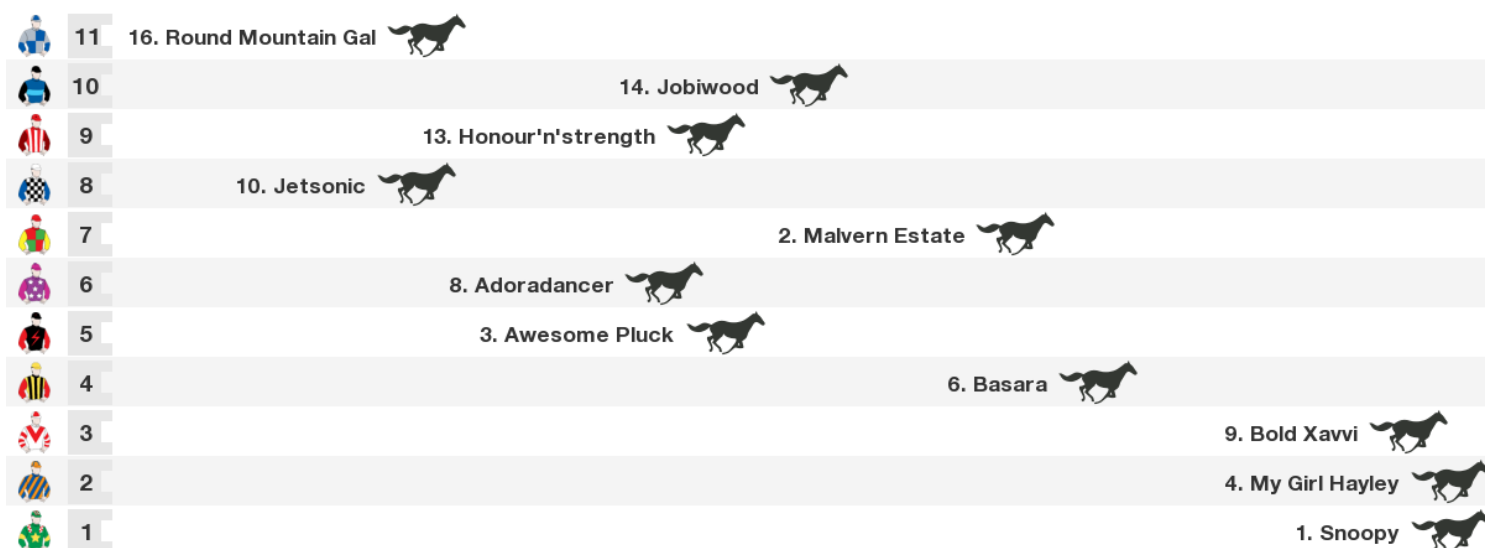 11 16. Round Mountain Gal
10 14. Jobiwood
9 13. Honour'n'strength
8 10. Jetsonic
7 2. Malvern Estate
6 8. Adoradancer
5 3. Awesome Pluck
4 6. Basara
3 9. Bold Xavvi
2 4. My Girl Hayley
1 1. Snoopy